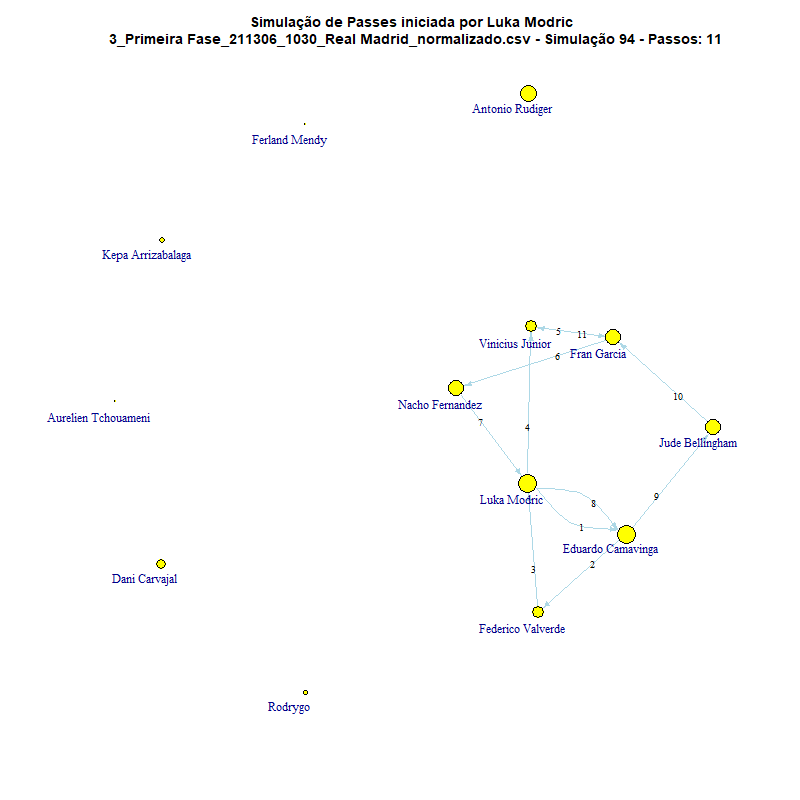 Simulação de Passes iniciada por Luka Modric
3_Primeira Fase_211306_1030_Real Madrid_normalizado.csv - Simulação 94 - Passos: 11
Antonio Rudiger
Ferland Mendy
Kepa Arrizabalaga
5
11
Vinicius Junior
Fran Garcia
6
10
Nacho Fernandez
Aurelien Tchouameni
7
4
Jude Bellingham
Luka Modric
8
9
1
Eduardo Camavinga
3
2
Dani Carvajal
Federico Valverde
Rodrygo